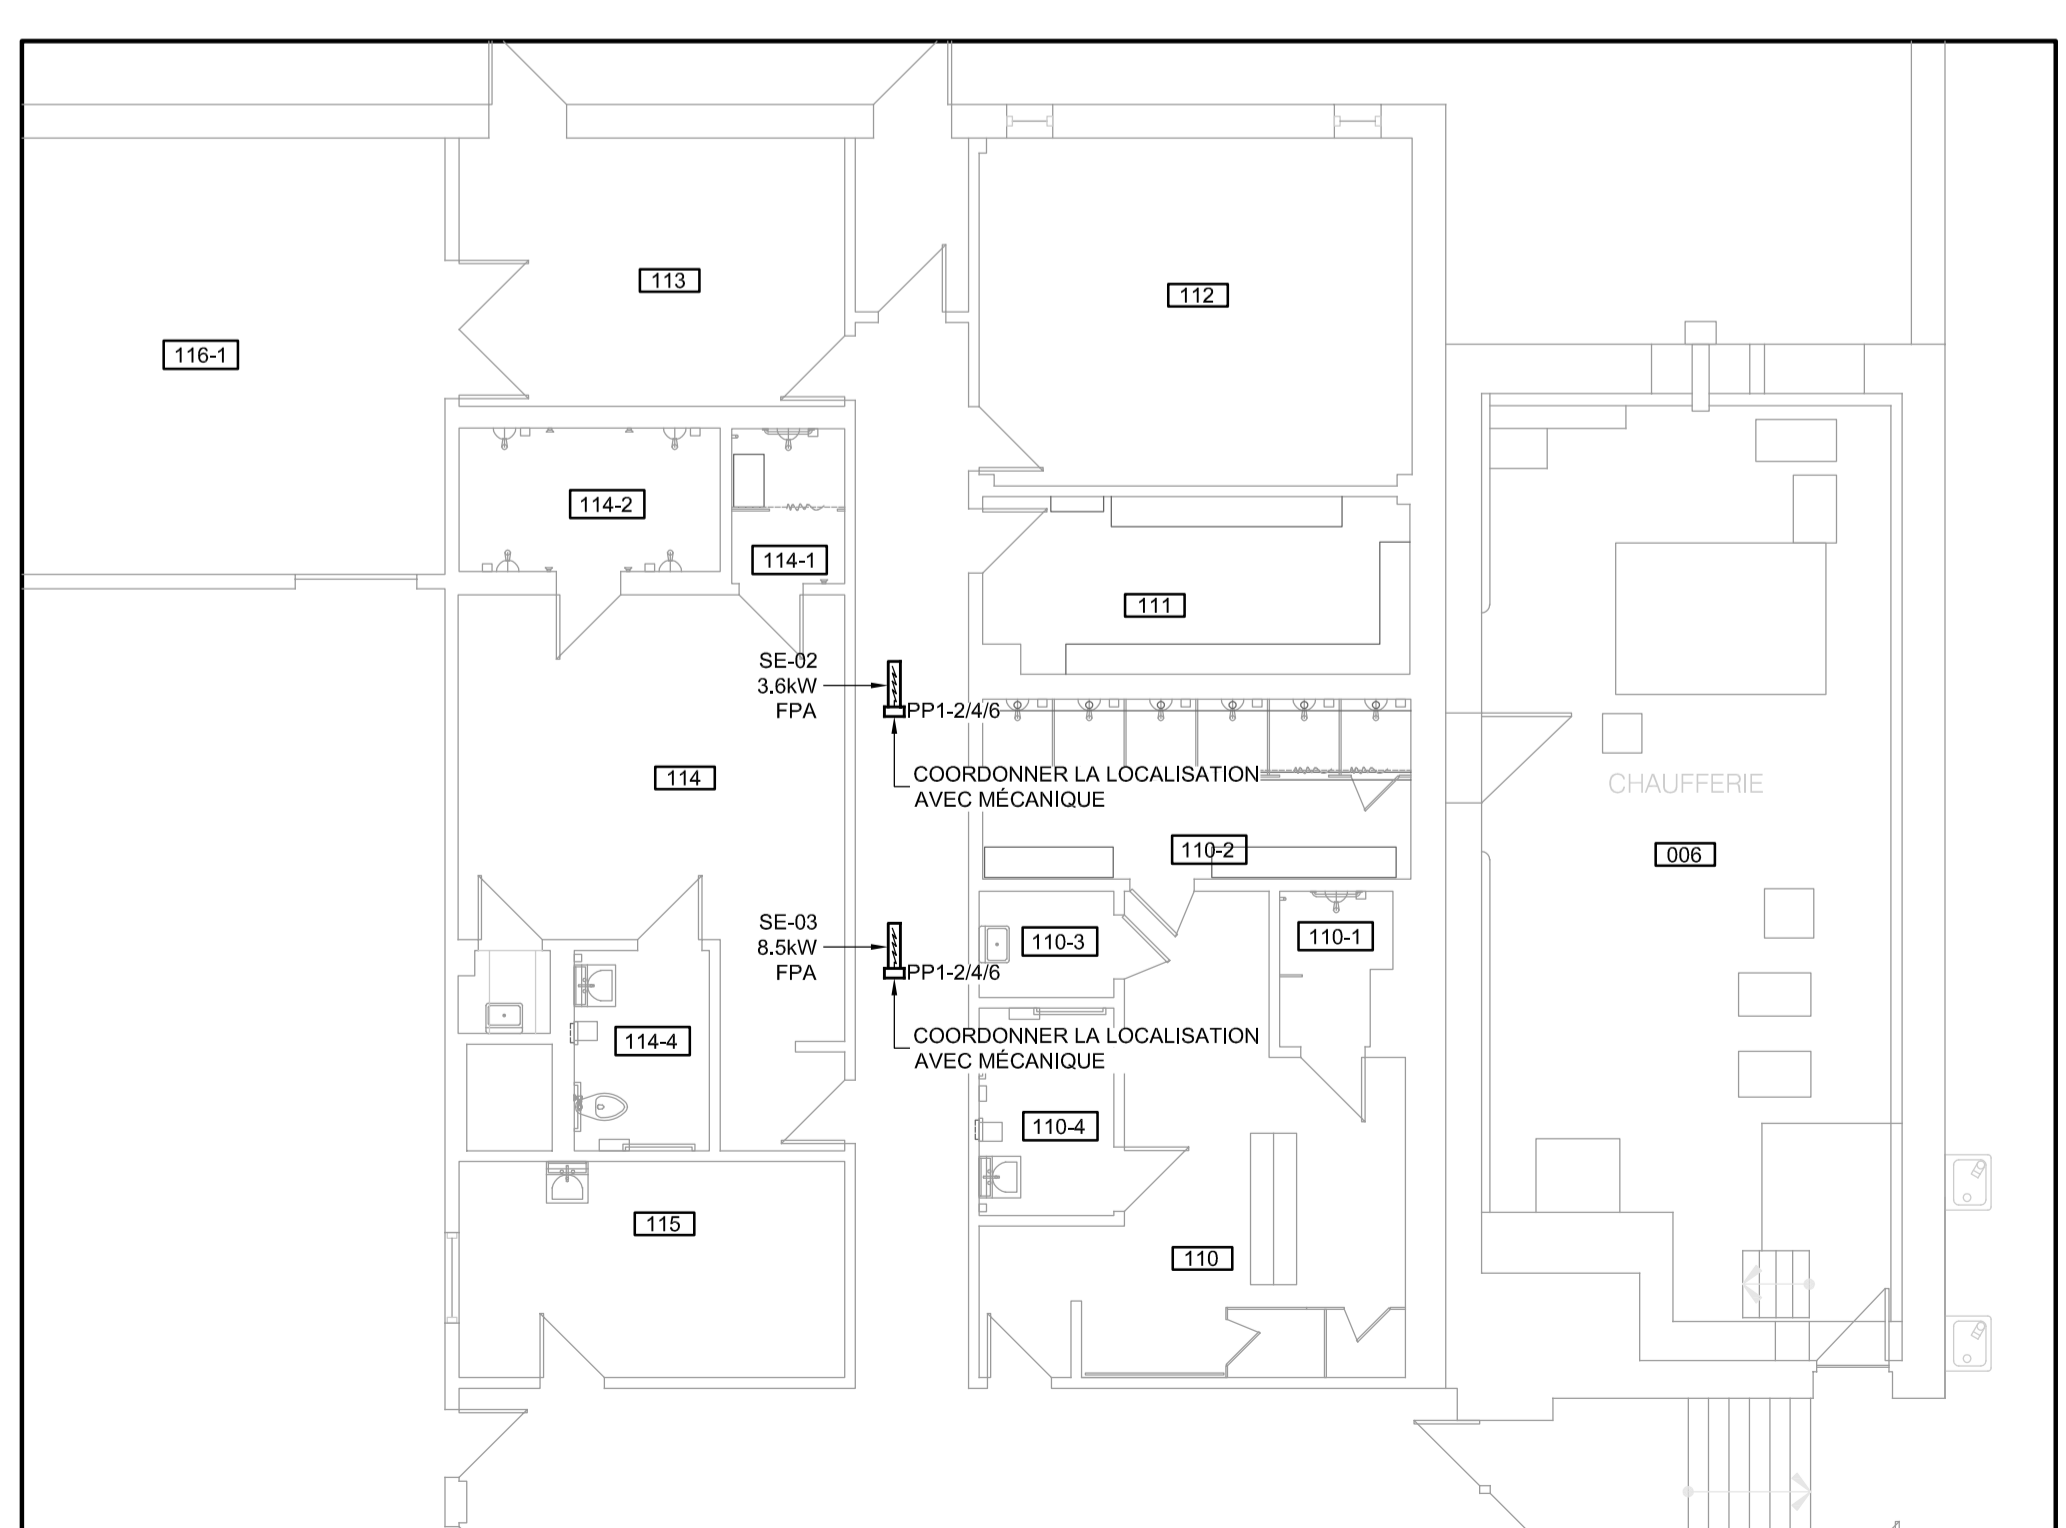 113
112
116-1
114-2
114-1
111
SE-02
3.6kW
FPA
PP1-2/4/6
COORDONNER LA LOCALISATION
AVEC MÉCANIQUE
114
CHAUFFERIE
110-2
006
SE-03
8.5kW
FPA
PP1-2/4/6
COORDONNER LA LOCALISATION
AVEC MÉCANIQUE
110-3
110-1
114-4
110-4
115
110